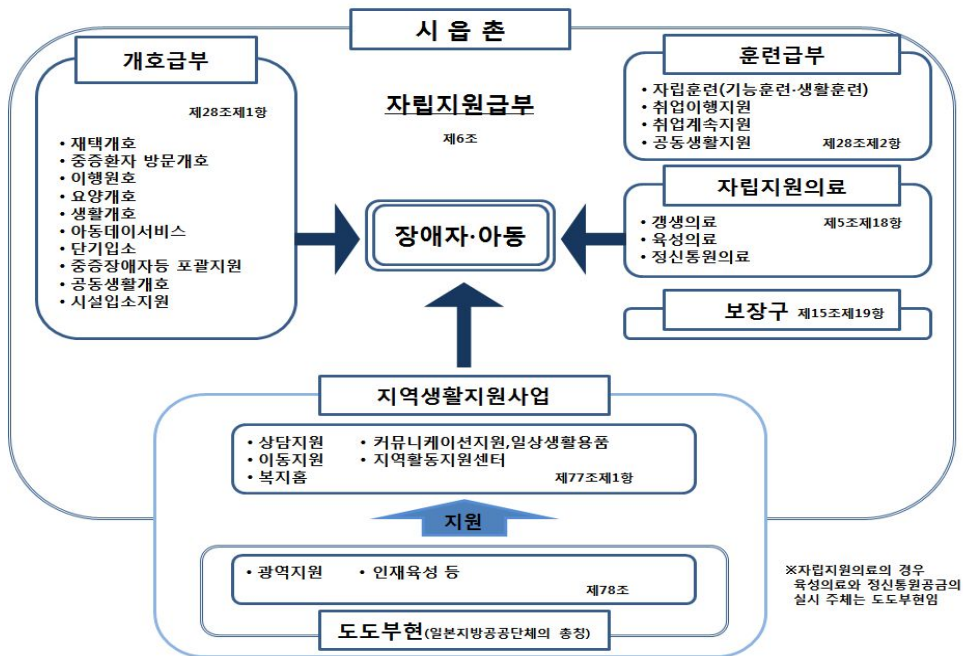 시 읍 촌
개호급부
제28조제1항
• 재택개호
• 중증환자 방문개호
• 이행원호
• 요양개호
• 생활개호
• 아동데이서비스
• 단기입소
• 중증장애자등 포괄지원
• 공동생활개호
• 시설입소지원
자립지원급부
제6조
장애자·아동
훈련급부
• 자립훈련(기능훈련·생활훈련)
• 취업이행지원
• 취업계속지원
• 공동생활지원 제28조제2항
자립지원의료
• 갱생의료 제5조제18항
• 육성의료
• 정신통원의료
보장구 제15조제19항
지역생활지원사업
• 상담지원 • 커뮤니케이션지원,일상생활용품
• 이동지원 • 지역활동지원센터
• 복지홈 제77조제1항
지원
• 광역지원 • 인재육성 등
제78조
도도부현(일본지방공공단체의 총칭)
※자립지원의료의 경우
육성의료와 정신통원공급의
실시 주체는 도도부현임